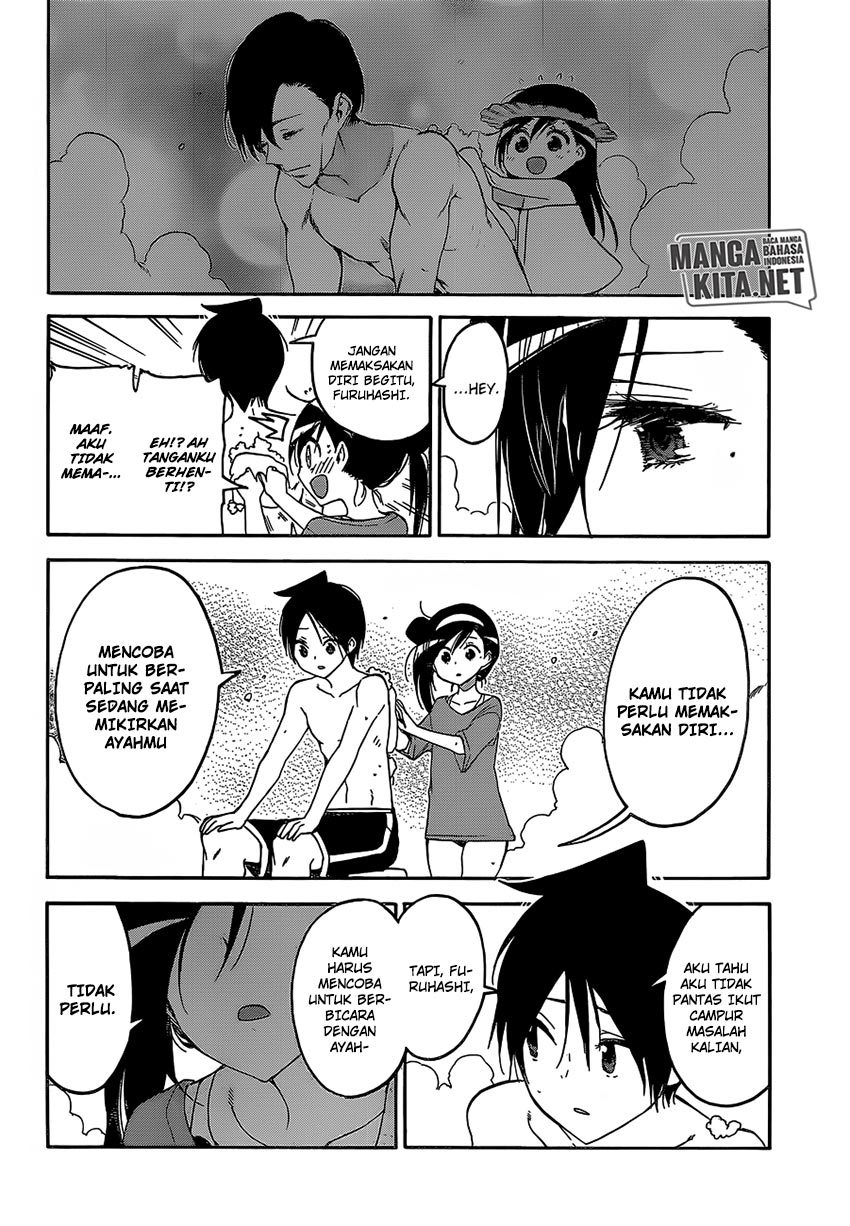 MANGA
BACA MANGA
BAHASA
INDONESIA
KITA.NET
...HEY.
JANGAN
MEMAKSAKAN
DIRI BEGITU,
FURUHASHI.
EH!? AH
TANGANKU
BERHEN-
TI!?
MAAF.
AKU
TIDAK
MEMA-...
KAMU TIDAK
PERLU MEMAK-
SAKAN DIRI...
MENCOBA
UNTUK BER-
PALING SAAT
SEDANG ME-
MIKIRKAN
AYAHMU
AKU TAHU
AKU TIDAK
PANTAS IKUT
CAMPUR
MASALAH
KALIAN,
TAPI, FU-
RUHASHI,
KAMU
HARUS
MENCOBA
UNTUK BER-
BICARA
DENGAN
AYAH-
TIDAK
PERLU.